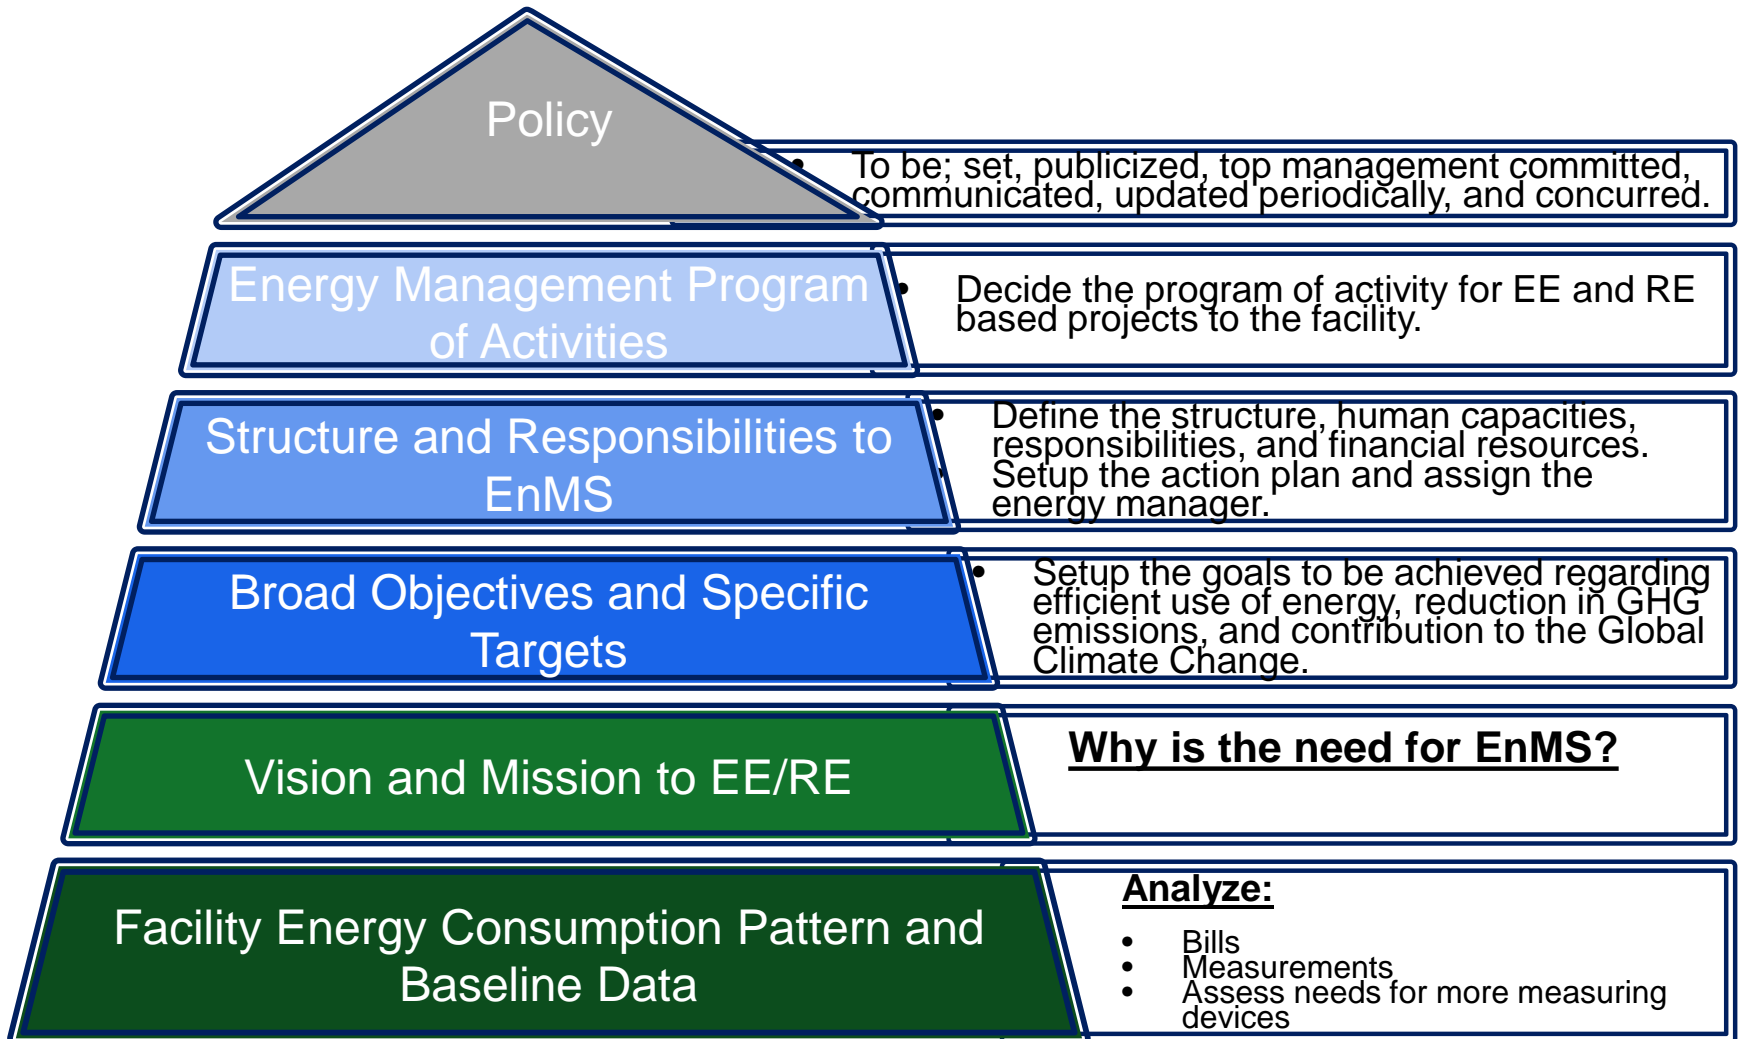 Policy
• To be; set, publicized, top management committed,
communicated, updated periodically, and concurred.
Energy Management Program
of Activities
• Decide the program of activity for EE and RE
based projects to the facility.
Structure and Responsibilities to
EnMS
• Define the structure, human capacities,
responsibilities, and financial resources.
• Setup the action plan and assign the
energy manager.
Broad Objectives and Specific
Targets
• Setup the goals to be achieved regarding
efficient use of energy, reduction in GHG
emissions, and contribution to the Global
Climate Change.
Vision and Mission to EE/RE
Why is the need for EnMS?
Facility Energy Consumption Pattern and
Baseline Data
Analyze:
• Bills
• Measurements
• Assess needs for more measuring
devices